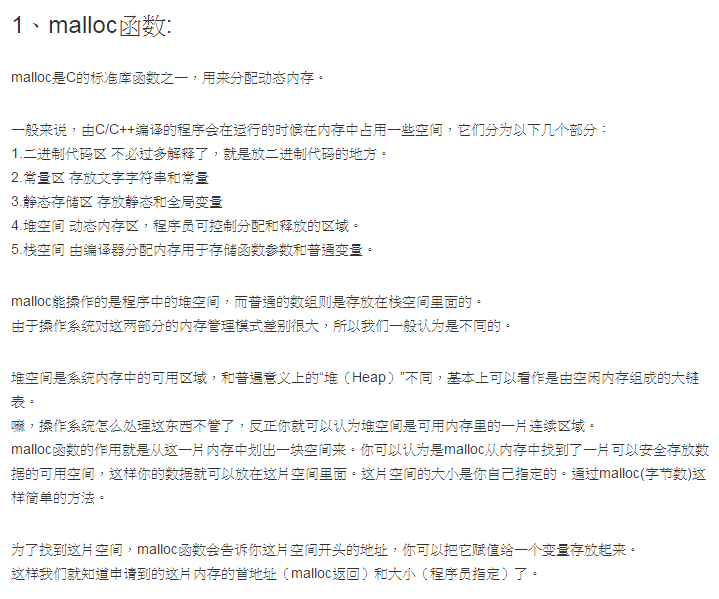 1、malloc函数:
malloc是C的标准库函数之一，用来分配动态内存。
一般来说，由C/C++编译的程序会在运行的时候在内存中占用一些空间，它们分为以下几个部分：
1.二进制代码区 不必过多解释了，就是放二进制代码的地方。
2.常量区 存放文字字符串和常量
3.静态存储区 存放静态和全局变量
4.堆空间 动态内存区，程序员可控制分配和释放的区域。
5.栈空间 由编译器分配内存用于存储函数参数和普通变量。
malloc能操作的是程序中的堆空间，而普通的数组则是存放在栈空间里面的。
由于操作系统对这两部分的内存管理模式差别很大，所以我们一般认为是不同的。
堆空间是系统内存中的可用区域，和普遍意义上的“堆（Heap）”不同，基本上可以看作是由空闲内存组成的大链
表。
嘛，操作系统怎么处理这东西不管了，反正你就可以认为堆空间是可用内存里的一片连续区域。
malloc函数的作用就是从这一片内存中划出一块空间来。你可以认为是malloc从内存中找到了一片可以安全存放数
据的可用空间，这样你的数据就可以放在这片空间里面。这片空间的大小是你自己指定的。通过malloc(字节数)这
样简单的方法。
为了找到这片空间，malloc函数会告诉你这片空间开头的地址，你可以把它赋值给一个变量存放起来。
这样我们就知道申请到的这片内存的首地址（malloc返回）和大小（程序员指定）了。